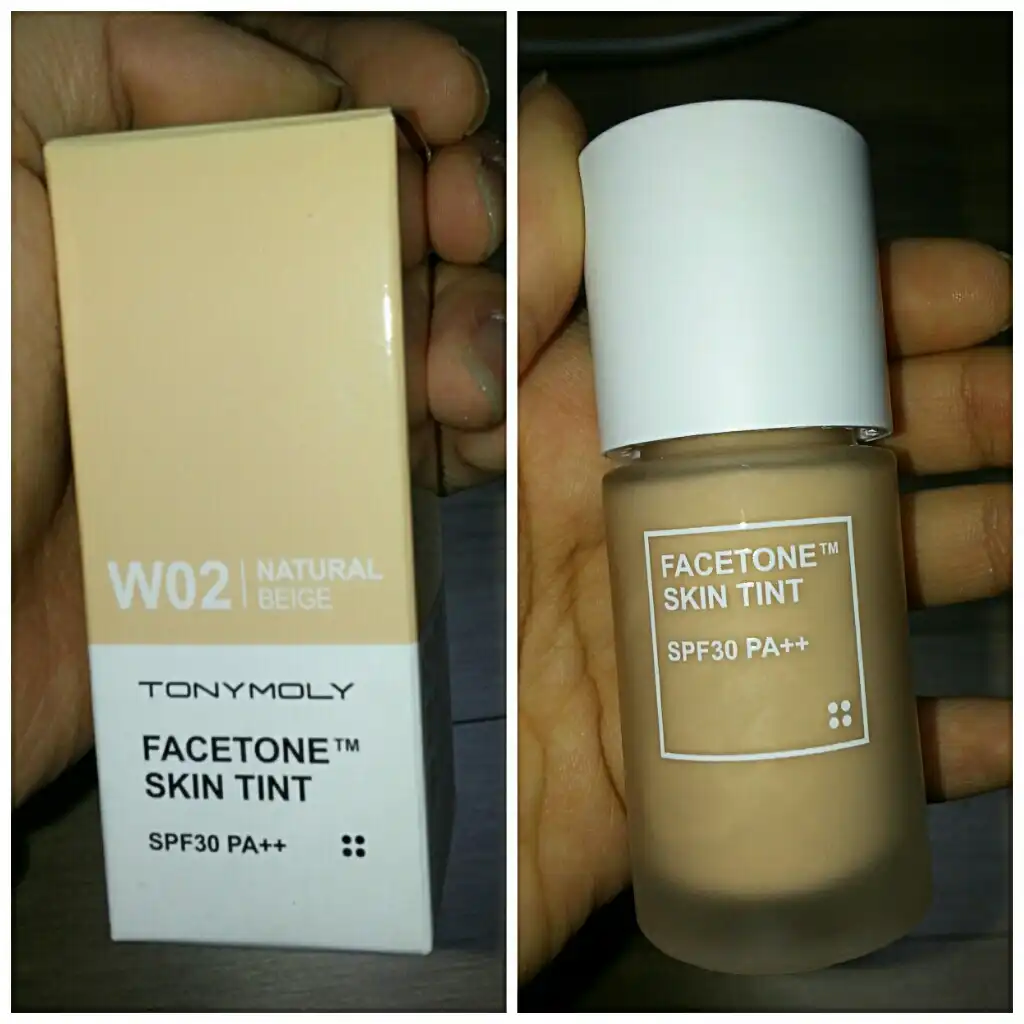 W02 | NATURAL
BEIGE
TONYMOLY
FACETONE™
SKIN TINT
SPF30 PA++
FACETONE™
SKIN TINT
SPF30 PA++